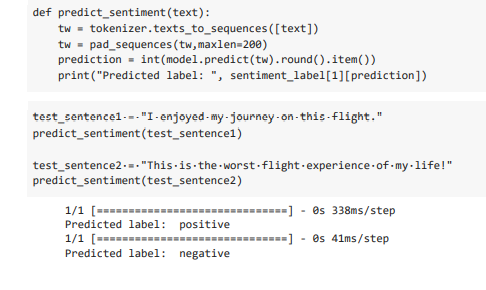 def predict_sentiment(text):
    tw = tokenizer.texts_to_sequences([text])
    tw = pad_sequences(tw,maxlen=200)
    prediction = int(model.predict(tw).round().item())
    print("Predicted label: ", sentiment_label[1][prediction])
test_sentence1·=·"I·enjoyed·my·journey·on·this·flight."
predict_sentiment(test_sentence1)
test_sentence2·=·"This·is·the·worst·flight·experience·of·my·life!"
predict_sentiment(test_sentence2)
1/1 [==============================] - 0s 338ms/step
Predicted label:  positive
1/1 [==============================] - 0s 41ms/step
Predicted label:  negative